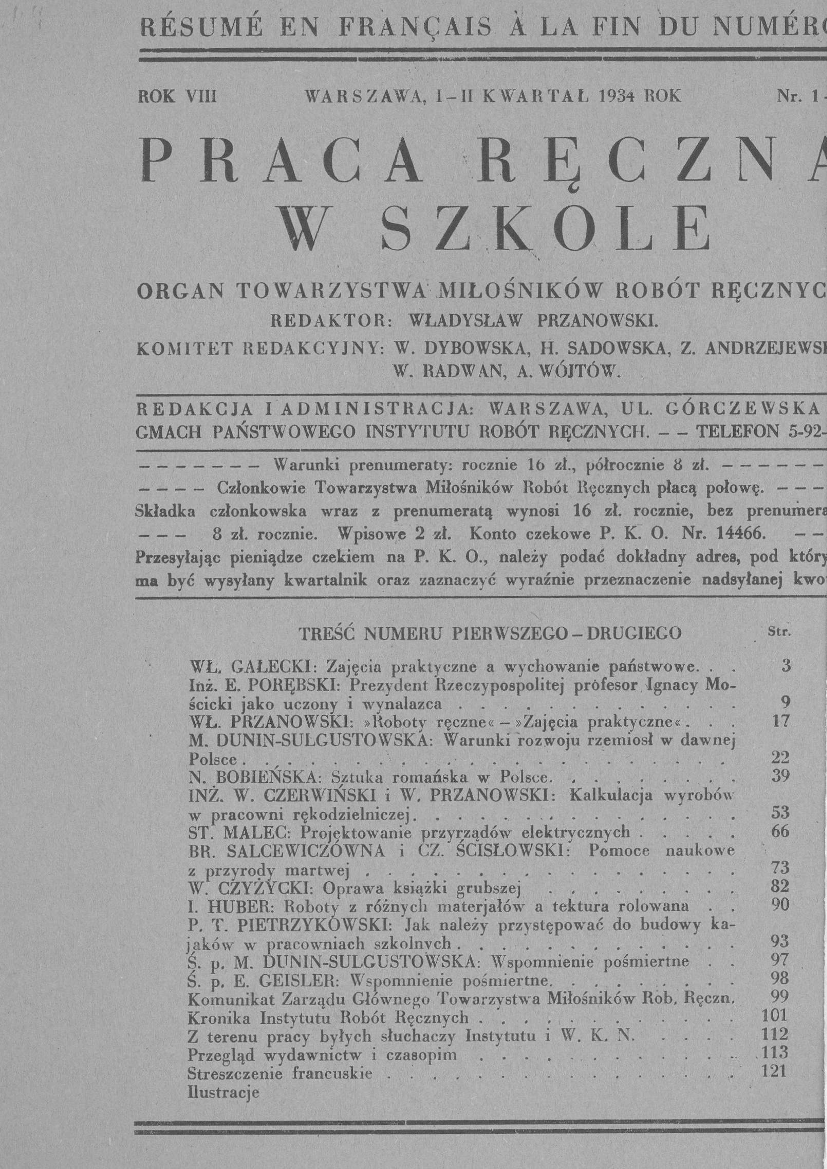 RÉSUMÉ EN FRANÇAIS À LA FIN DU NUMÉRO
ROK VIII WARSZAWA, I–II KWARTAŁ 1934 ROK Nr. 1-
PRACA RĘCZNA
W SZKOLE
ORGAN TOWARZYSTWA MIŁOŚNIKÓW ROBÓT RĘCZNYC
REDAKTOR: WŁADYSŁAW PRZANOWSKI.
KOMITET REDAKCYJNY: W. DYBOWSKA, H. SADOWSKA, Z. ANDRZEJEWSK
W. RADWAN, A. WÓJTÓW.
REDAKCJA I ADMINISTRACJA: WARSZAWA, UL. GÓRCZEWSKA
GMACH PAŃSTWOWEGO INSTYTUTU ROBÓT RĘCZNYCH. – – TELEFON 5-92-
– – – – – – – Warunki prenumeraty: rocznie 16 zł., półrocznie 8 zł. – – – – – –
– – – – Członkowie Towarzystwa Miłośników Robót Ręcznych płacą połowę. – – –
Składka członkowska wraz z prenumeratą wynosi 16 zł. rocznie, bez prenumera
– – – 8 zł. rocznie. Wpisowe 2 zł. Konto czekowe P. K. O. Nr. 14466. – –
Przesyłając pieniądze czekiem na P. K. O., należy podać dokładny adres, pod który
ma być wysyłany kwartalnik oraz zaznaczyć wyraźnie przeznaczenie nadsyłanej kwo
TREŚĆ NUMERU PIERWSZEGO – DRUGIEGO Str.
WŁ. GAŁECKI: Zajęcia praktyczne a wychowanie państwowe. . . 3
Inż. E. PORĘBSKI: Prezydent Rzeczypospolitej profesor Ignacy Mo-
ścicki jako uczony i wynalazca . . . . . . . . . . . . . 9
WŁ. PRZANOWSKI: »Roboty ręczne« – »Zajęcia praktyczne« . . . 17
M. DUNIN-SULGUSTOWSKA: Warunki rozwoju rzemiosł w dawnej
Polsce . . . . . . . . . . . . . . . . . . . . . . 22
N. BOBIEŃSKA: Sztuka romańska w Polsce. . . . . . . . . 39
INŻ. W. CZERWIŃSKI i W. PRZANOWSKI: Kalkulacja wyrobów
w pracowni rękodzielniczej. . . . . . . . . . . . . . . 53
ST. MALEC: Projektowanie przyrządów elektrycznych . . . . . 66
BR. SALCEWICZÓWNA i CZ. ŚCISŁOWSKI: Pomoce naukowe
z przyrody martwej . . . . . . . . . . . . . . . . . 73
W. CZYŻYCKI: Oprawa książki grubszej . . . . . . . . . 82
I. HUBER: Roboty z różnych materjałów a tektura rolowana . . 90
P. T. PIETRZYKOWSKI: Jak należy przystępować do budowy ka-
jaków w pracowniach szkolnych . . . . . . . . . . . . . 93
Ś. p. M. DUNIN-SULGUSTOWSKA: Wspomnienie pośmiertne . . 97
Ś. p. E. GEISLER: Wspomnienie pośmiertne. . . . . . . . . 98
Komunikat Zarządu Głównego Towarzystwa Miłośników Rob. Ręczn. 99
Kronika Instytutu Robót Ręcznych . . . . . . . . . . . . 101
Z terenu pracy byłych słuchaczy Instytutu i W. K. N. . . . . 112
Przegląd wydawnictw i czasopim . . . . . . . . . . . . . 113
Streszczenie francuskie . . . . . . . . . . . . . . . . 121
Ilustracje